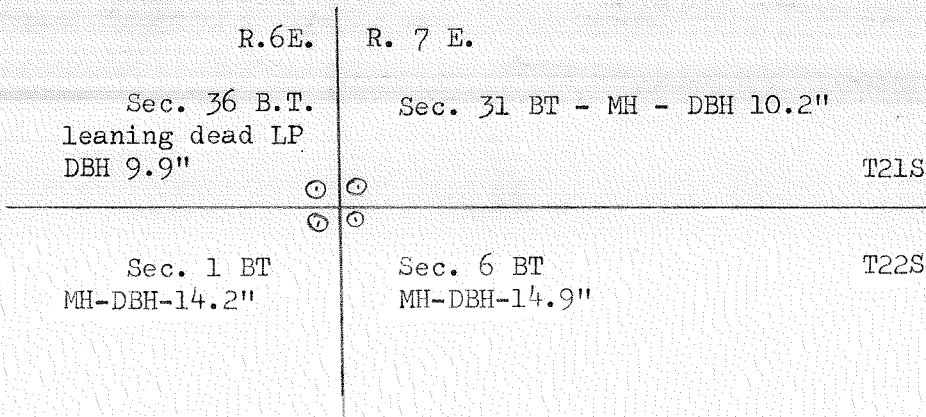 R.6E. R. 7 E.
Sec. 36 B.T.
leaning dead LP
DBH 9.9"
Sec. 31 BT - MH - DBH 10.2"
T21S
Sec. 1 BT
MH-DBH-14.2"
Sec. 6 BT
MH-DBH-14.9"
T22S